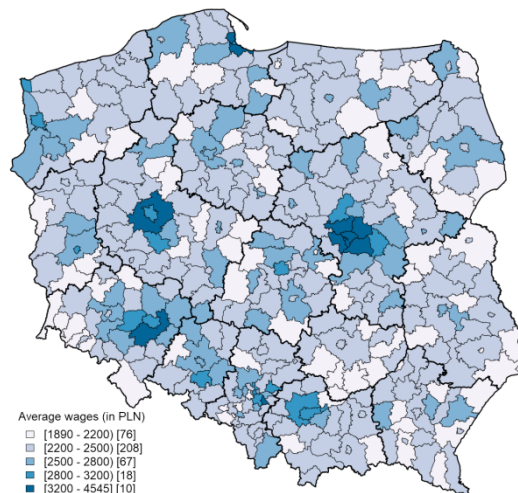 Average wages (in PLN)
[1890 - 2200) [76]
[2200 - 2500) [208]
[2500 - 2800) [67]
[2800 - 3200) [18]
[3200 - 4545] [10]